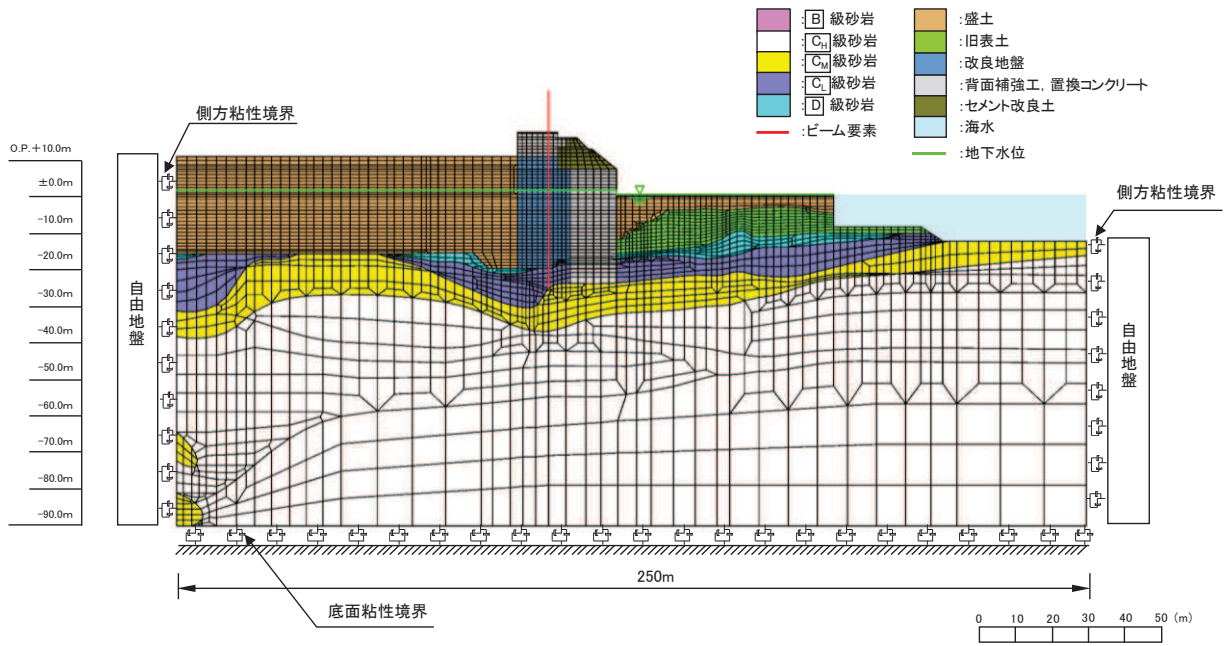 :B 級砂岩
:CH級砂岩
:CM級砂岩
:CL級砂岩
:D 級砂岩
:ビーム要素
:盛土
:旧表土
:改良地盤
:背面補強工, 置換コンクリート
:セメント改良土
:海水
:地下水位
側方粘性境界
側方粘性境界
O.P.+10.0m
±0.0m
-10.0m
-20.0m
-30.0m
-40.0m
-50.0m
-60.0m
-70.0m
-80.0m
-90.0m
自由地盤
自由地盤
250m
底面粘性境界
0 10 20 30 40 50 (m)